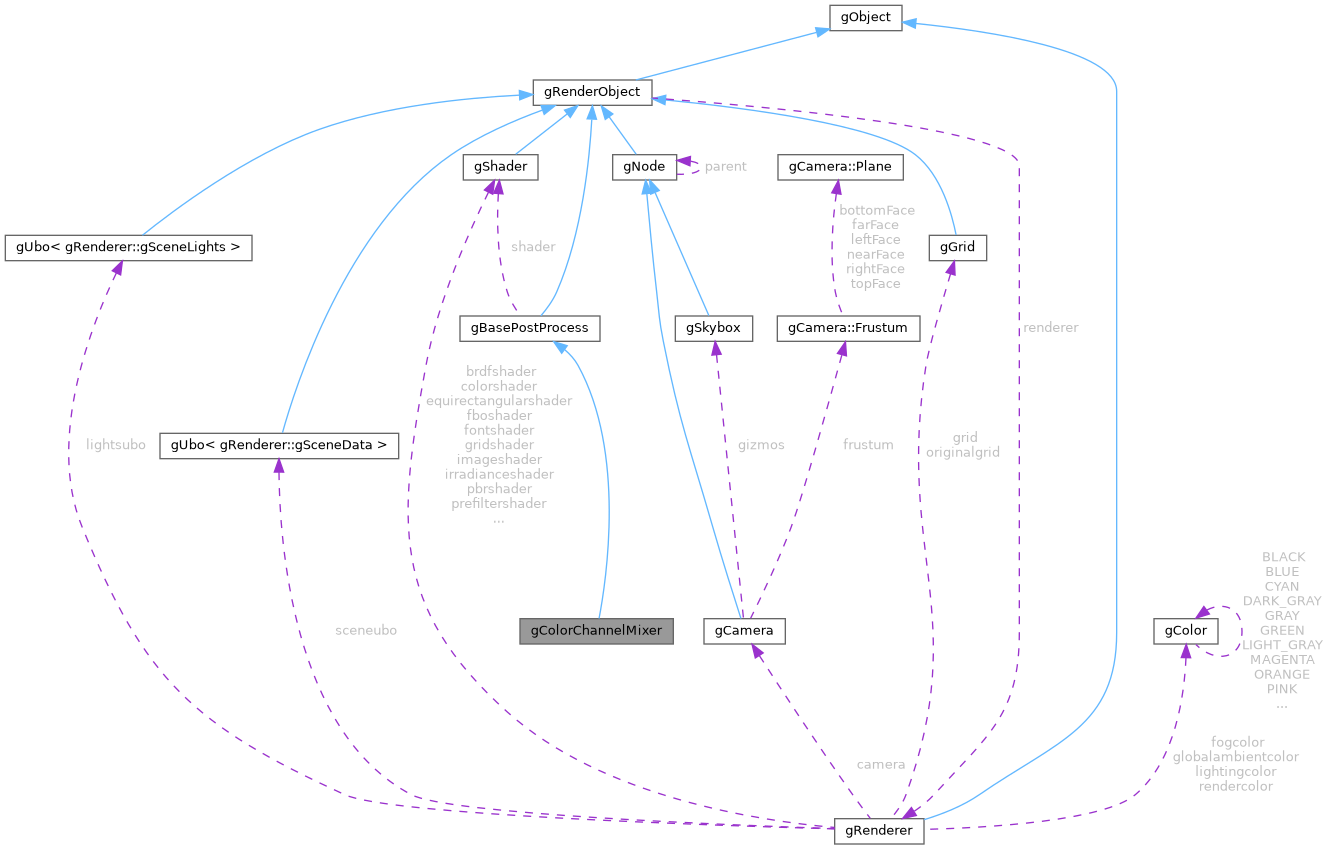 gObject
gRenderObject
gShader
gNode
parent
gCamera::Plane
bottomFace
farFace
leftFace
nearFace
rightFace
topFace
gUbo< gRenderer::gSceneLights >
shader
gGrid
gBasePostProcess
gSkybox
gCamera::Frustum
renderer
brdfshader
colorshader
equirectangularshader
fboshader
fontshader
gridshader
imageshader
irradianceshader
pbrshader
prefiltershader
...
lightsubo
gUbo< gRenderer::gSceneData >
gizmos
frustum
grid
originalgrid
BLACK
BLUE
CYAN
DARK_GRAY
GRAY
GREEN
LIGHT_GRAY
MAGENTA
ORANGE
PINK
...
sceneubo
gColorChannelMixer
gCamera
gColor
camera
fogcolor
globalambientcolor
lightingcolor
rendercolor
gRenderer